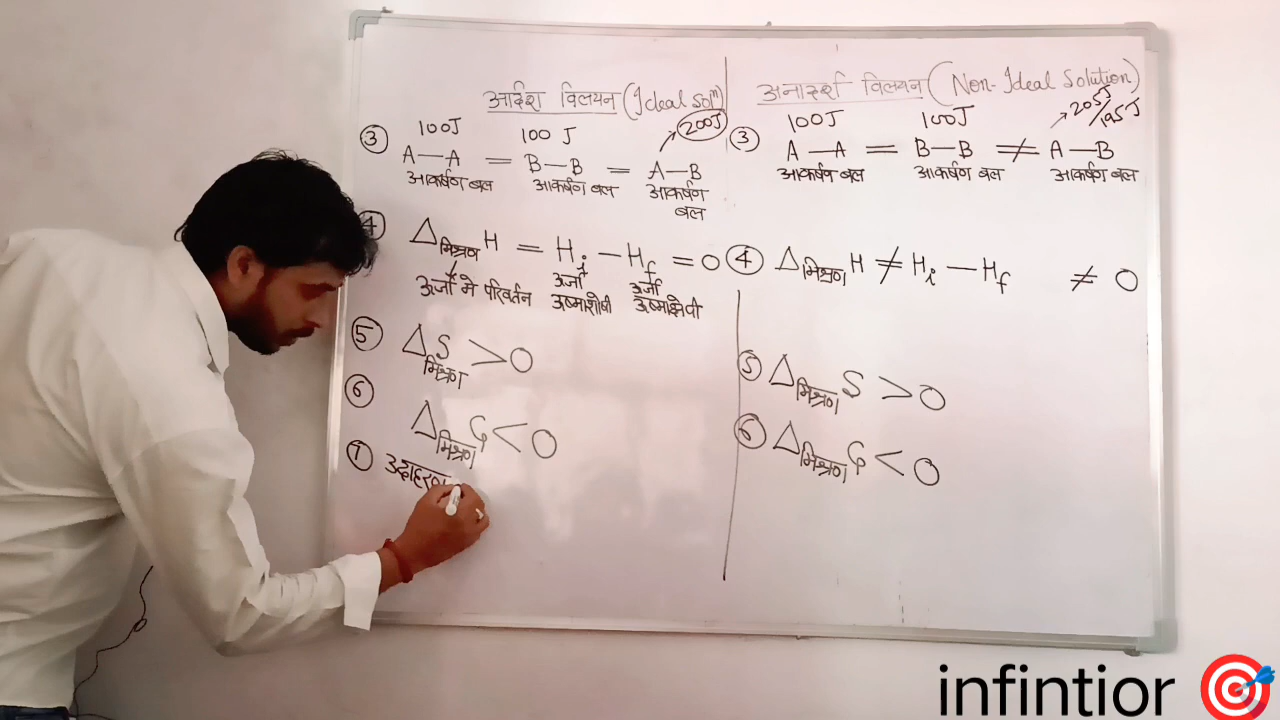 आदर्श विलयन (Ideal solⁿ)
③ 100J 100 J → 200J
A—A = B—B = A—B
आकर्षण बल आकर्षण बल आकर्षण
बल
④ Δमिश्रण H = Hi − Hf = 0
ऊर्जा मे परिवर्तन ऊर्जा ऊष्माशोषी ऊर्जा ऊष्माक्षेपी
⑤ ΔS मिश्रण > 0
⑥ Δमिश्रण G < 0
⑦ उदाहरण
अनादर्श विलयन (Non-Ideal Solution)
③ 100J 100J → 205J/195J
A—A = B—B ≠ A—B
आकर्षण बल आकर्षण बल आकर्षण बल
④ Δमिश्रण H ≠ Hi − Hf ≠ 0
⑤ Δमिश्रण S > 0
⑥ Δमिश्रण G < 0
infintior